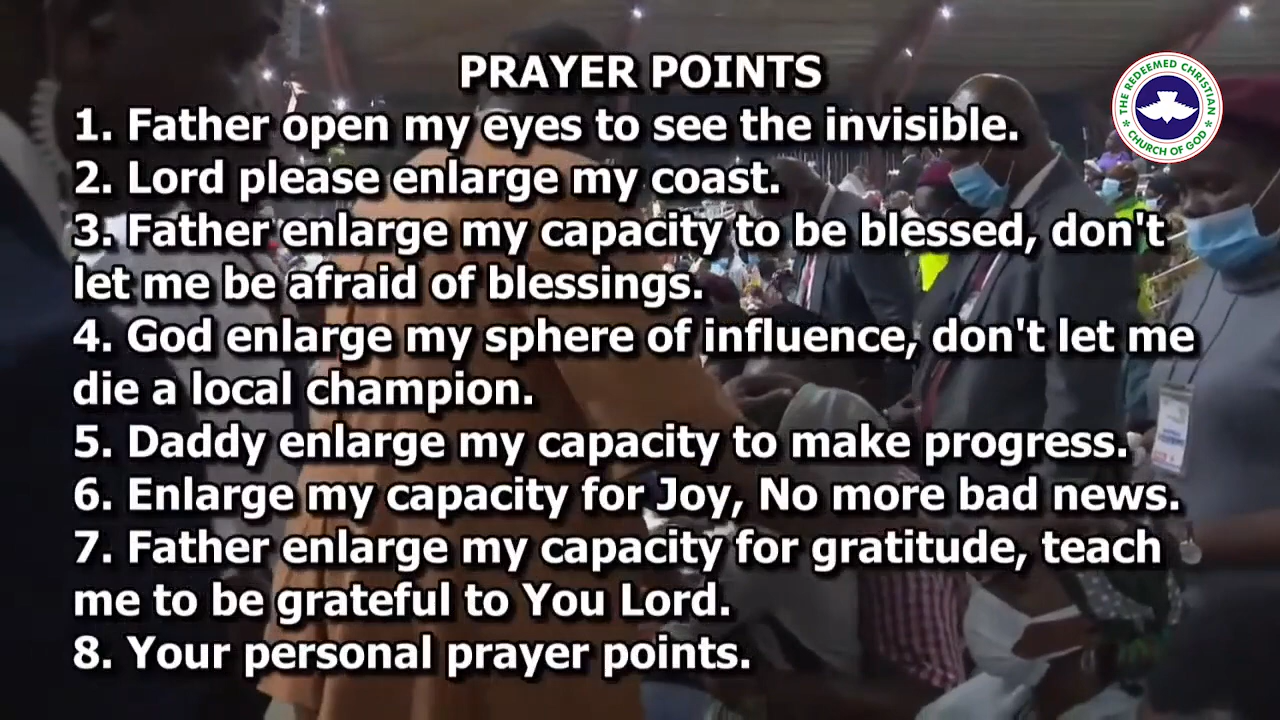 PRAYER POINTS
1. Father open my eyes to see the invisible.
2. Lord please enlarge my coast.
3. Father enlarge my capacity to be blessed, don't
let me be afraid of blessings.
4. God enlarge my sphere of influence, don't let me
die a local champion.
5. Daddy enlarge my capacity to make progress.
6. Enlarge my capacity for Joy, No more bad news.
7. Father enlarge my capacity for gratitude, teach
me to be grateful to You Lord.
8. Your personal prayer points.
THE REDEEMED CHRISTIAN
CHURCH OF GOD